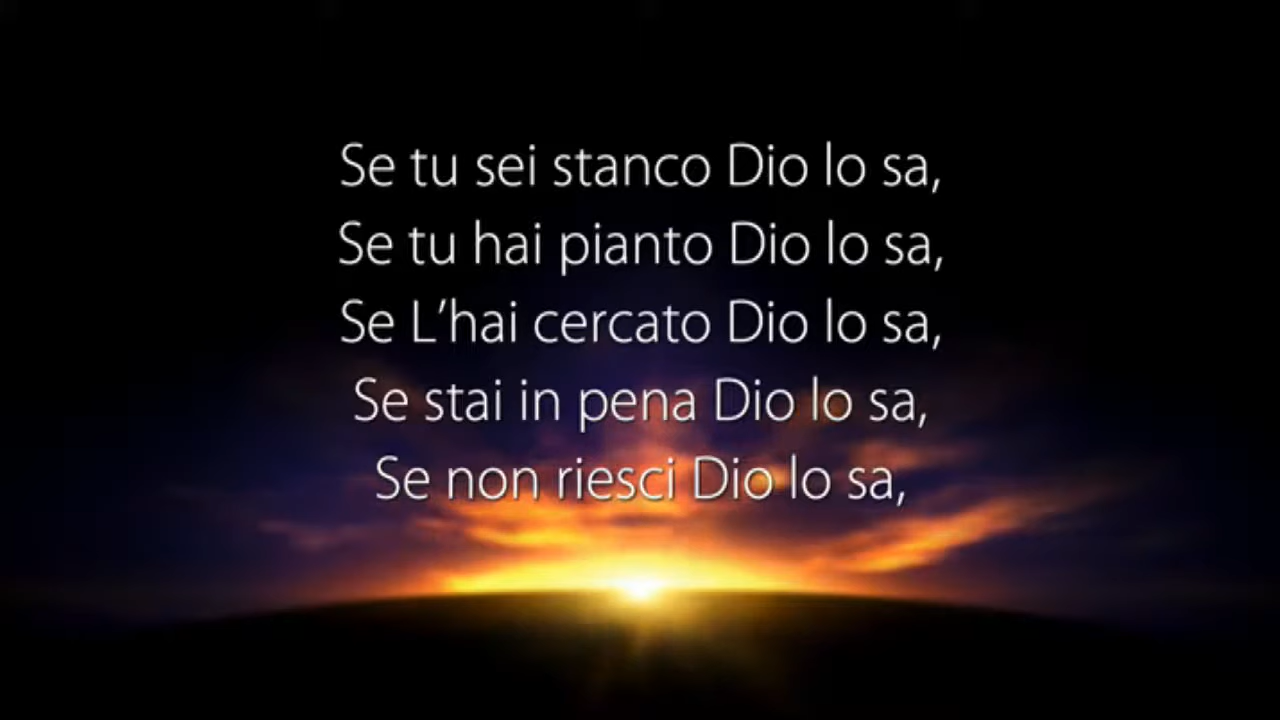 Se tu sei stanco Dio lo sa,
Se tu hai pianto Dio lo sa,
Se L’hai cercato Dio lo sa,
Se stai in pena Dio lo sa,
Se non riesci Dio lo sa,